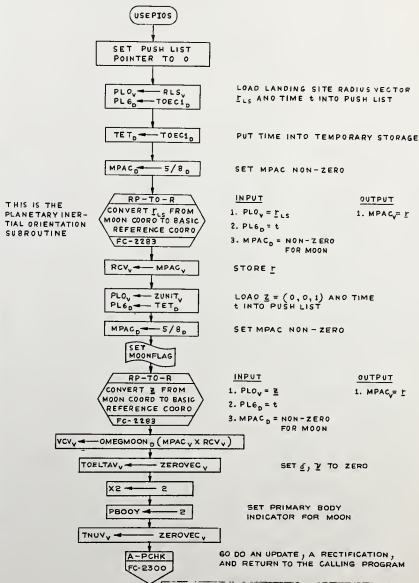 USEPIOS
SET PUSH LIST
POINTER TO 0
PL0V ← RLSV
PL6D ← TOEC1D
LOAD LANDING SITE RADIUS VECTOR
rLS AND TIME t INTO PUSH LIST
TETD ← TOEC1D
PUT TIME INTO TEMPORARY STORAGE
MPACD ← 5/8D
SET MPAC NON-ZERO
THIS IS THE
PLANETARY INER-
TIAL ORIENTATION
SUBROUTINE
RP-TO-R
CONVERT rLS FROM
MOON COORD TO BASIC
REFERENCE COORD
FC-2283
INPUT
1. PL0V = rLS
2. PL6D = t
3. MPACD = NON-ZERO
FOR MOON
OUTPUT
1. MPACV = r
RCVV ← MPACV
STORE r
PL0V ← ZUNITV
PL6D ← TETD
LOAD z = (0,0,1) AND TIME
t INTO PUSH LIST
MPACD ← 5/8D
SET MPAC NON-ZERO
SET
MOONFLAG
RP-TO-R
CONVERT z FROM
MOON COORD TO BASIC
REFERENCE COORD
FC-2283
INPUT
1. PL0V = z
2. PL6D = t
3. MPACD = NON-ZERO
FOR MOON
OUTPUT
1. MPACV = r
VCVV ← OMEGMOOND (MPACV X RCVV)
TDELTAVV ← ZEROVECV
SET δ, ν TO ZERO
X2 ← 2
PBODY ← 2
SET PRIMARY BODY
INDICATOR FOR MOON
TNUVV ← ZEROVECV
A-PCHK
FC-2300
GO DO AN UPDATE, A RECTIFICATION,
AND RETURN TO THE CALLING PROGRAM